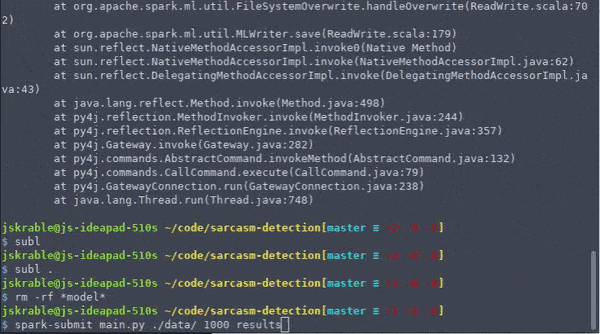 at org.apache.spark.ml.util.FileSystemOverwrite.handleOverwrite(ReadWrite.scala:70
2)
at org.apache.spark.ml.util.MLWriter.save(ReadWrite.scala:179)
at sun.reflect.NativeMethodAccessorImpl.invoke0(Native Method)
at sun.reflect.NativeMethodAccessorImpl.invoke(NativeMethodAccessorImpl.java:62)
at sun.reflect.DelegatingMethodAccessorImpl.invoke(DelegatingMethodAccessorImpl.ja
va:43)
at java.lang.reflect.Method.invoke(Method.java:498)
at py4j.reflection.MethodInvoker.invoke(MethodInvoker.java:244)
at py4j.reflection.ReflectionEngine.invoke(ReflectionEngine.java:357)
at py4j.Gateway.invoke(Gateway.java:282)
at py4j.commands.AbstractCommand.invokeMethod(AbstractCommand.java:132)
at py4j.commands.CallCommand.execute(CallCommand.java:79)
at py4j.GatewayConnection.run(GatewayConnection.java:238)
at java.lang.Thread.run(Thread.java:748)
jskrable@js-ideapad-510s ~/code/sarcasm-detection[master ≡ ]
$ subl
jskrable@js-ideapad-510s ~/code/sarcasm-detection[master ≡ ]
$ subl .
jskrable@js-ideapad-510s ~/code/sarcasm-detection[master ≡ ]
$ rm -rf *model*
jskrable@js-ideapad-510s ~/code/sarcasm-detection[master ≡ ]
$ spark-submit main.py ./data/ 1000 results